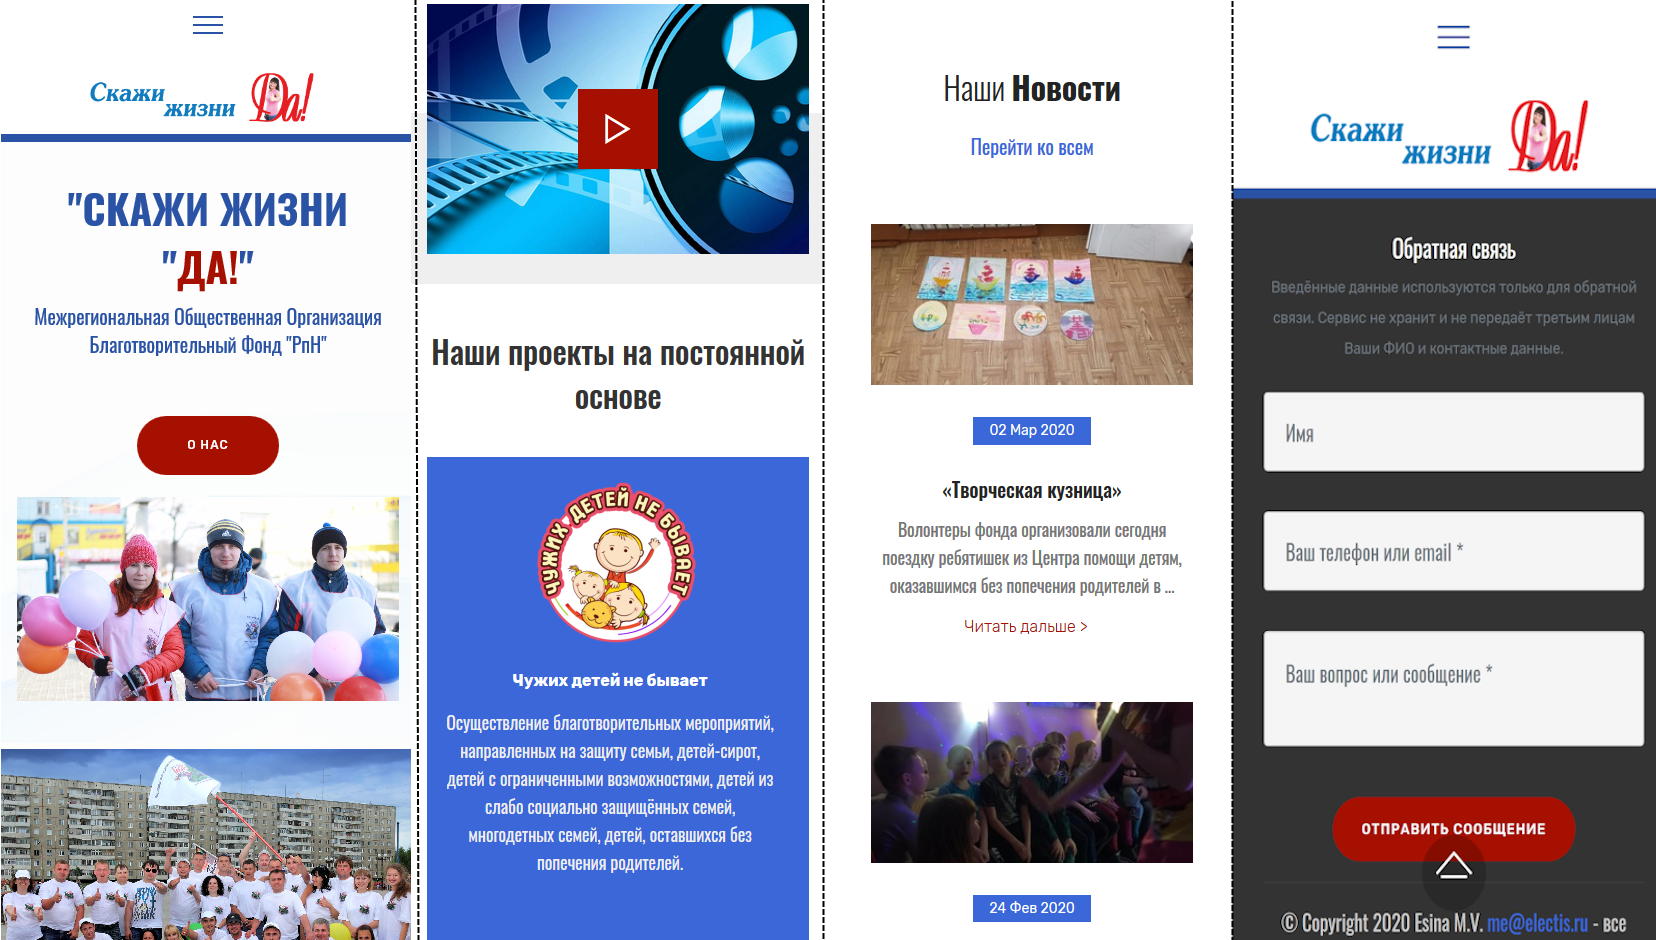 Скажи
жизни Да!
"СКАЖИ ЖИЗНИ
"ДА!"
Межрегиональная Общественная Организация
Благотворительный Фонд "РпН"
О НАС
Наши проекты на постоянной
основе
ЧУЖИХ ДЕТЕЙ НЕ БЫВАЕТ
Чужих детей не бывает
Осуществление благотворительных мероприятий,
направленных на защиту семьи, детей-сирот,
детей с ограниченными возможностями, детей из
слабо социально защищённых семей,
многодетных семей, детей, оставшихся без
попечения родителей.
Наши Новости
Перейти ко всем
02 Мар 2020
«Творческая кузница»
Волонтеры фонда организовали сегодня
поездку ребятишек из Центра помощи детям,
оказавшимся без попечения родителей в ...
Читать дальше >
24 Фев 2020
Скажи
жизни Да!
Обратная связь
Введённые данные используются только для обратной
связи. Сервис не хранит и не передаёт третьим лицам
Ваши ФИО и контактные данные.
Имя
Ваш телефон или email *
Ваш вопрос или сообщение *
ОТПРАВИТЬ СООБЩЕНИЕ
© Copyright 2020 Esina M.V. me@electis.ru - все